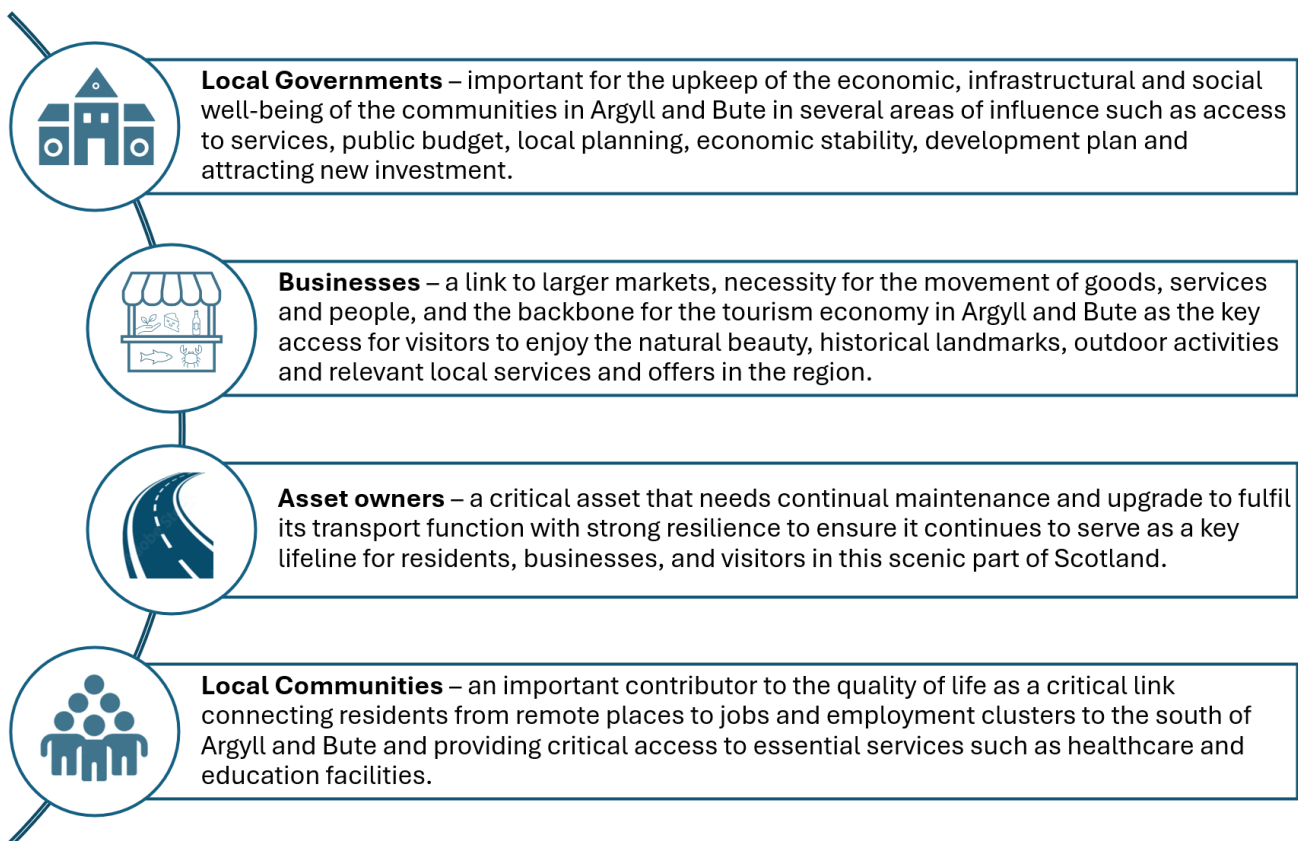 Local Governments – important for the upkeep of the economic, infrastructural and social
well-being of the communities in Argyll and Bute in several areas of influence such as access
to services, public budget, local planning, economic stability, development plan and
attracting new investment.
Businesses – a link to larger markets, necessity for the movement of goods, services
and people, and the backbone for the tourism economy in Argyll and Bute as the key
access for visitors to enjoy the natural beauty, historical landmarks, outdoor activities
and relevant local services and offers in the region.
Asset owners – a critical asset that needs continual maintenance and upgrade to fulfil
its transport function with strong resilience to ensure it continues to serve as a key
lifeline for residents, businesses, and visitors in this scenic part of Scotland.
Local Communities – an important contributor to the quality of life as a critical link
connecting residents from remote places to jobs and employment clusters to the south of
Argyll and Bute and providing critical access to essential services such as healthcare and
education facilities.